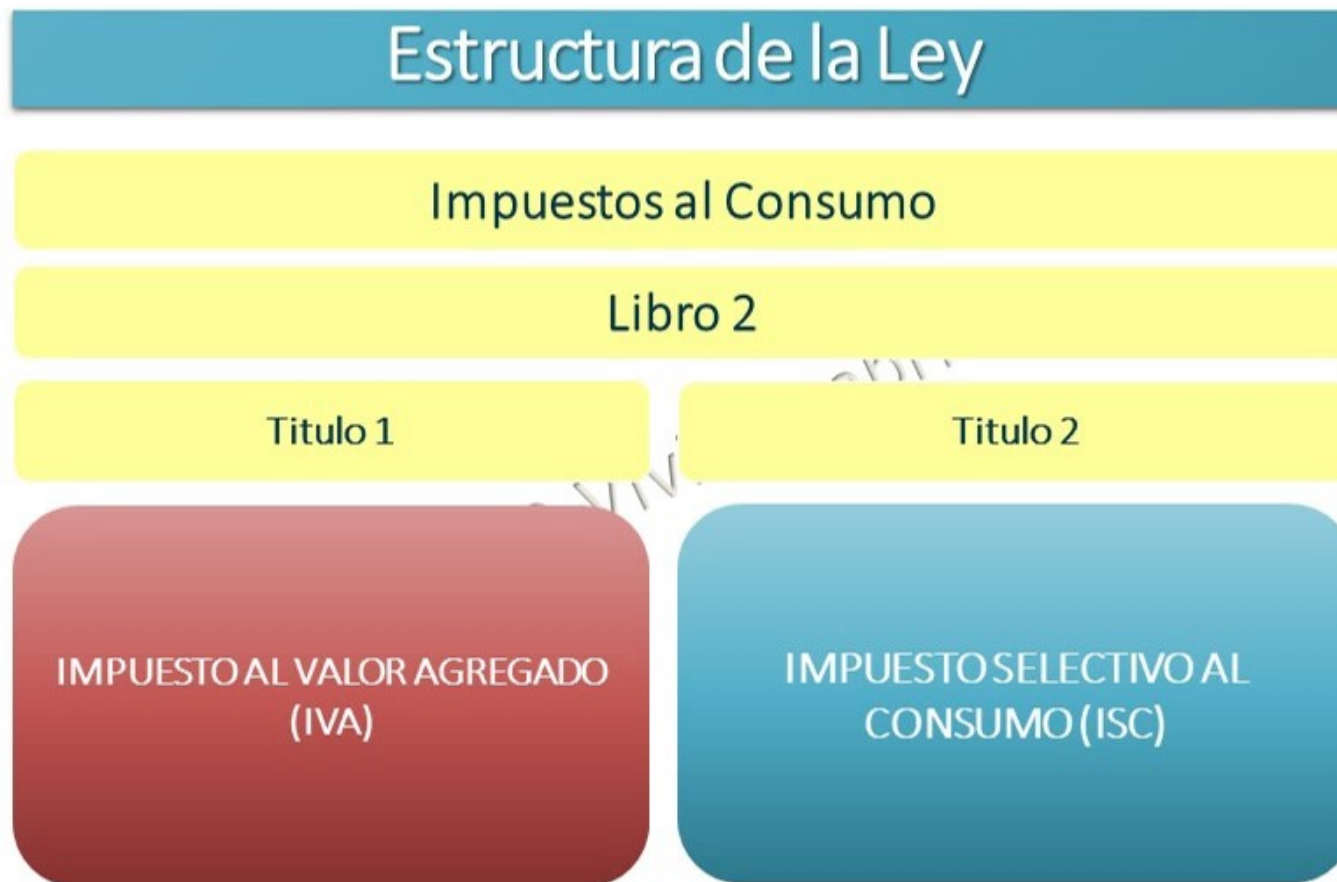 Estructura de la Ley
Impuestos al Consumo
Libro 2
Titulo 1
Titulo 2
IMPUESTO AL VALOR AGREGADO
(IVA)
IMPUESTO SELECTIVO AL
CONSUMO (ISC)